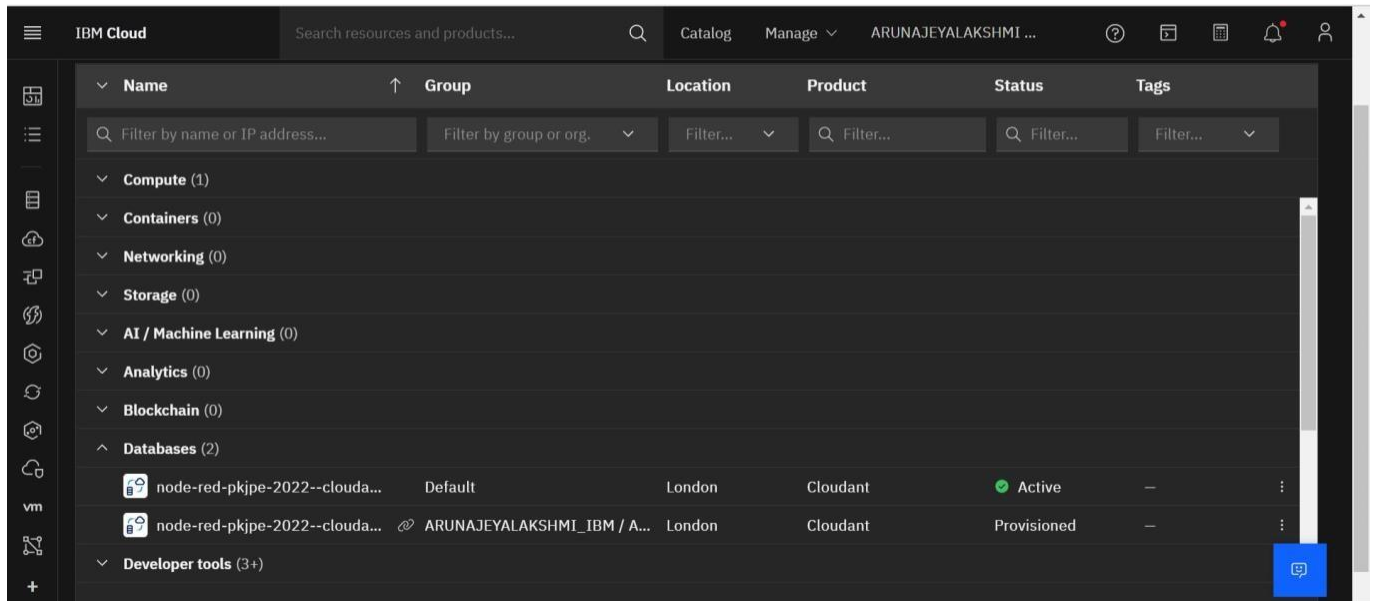 IBM Cloud Search resources and products... Catalog Manage ARUNAJEYALAKSHMI ...
Name Group Location Product Status Tags
Filter by name or IP address... Filter by group or org. Filter... Filter... Filter... Filter...
Compute (1)
Containers (0)
Networking (0)
Storage (0)
AI / Machine Learning (0)
Analytics (0)
Blockchain (0)
Databases (2)
node-red-pkjpe-2022--clouda... Default London Cloudant Active —
node-red-pkjpe-2022--clouda... ARUNAJEYALAKSHMI_IBM / A... London Cloudant Provisioned —
vm
Developer tools (3+)